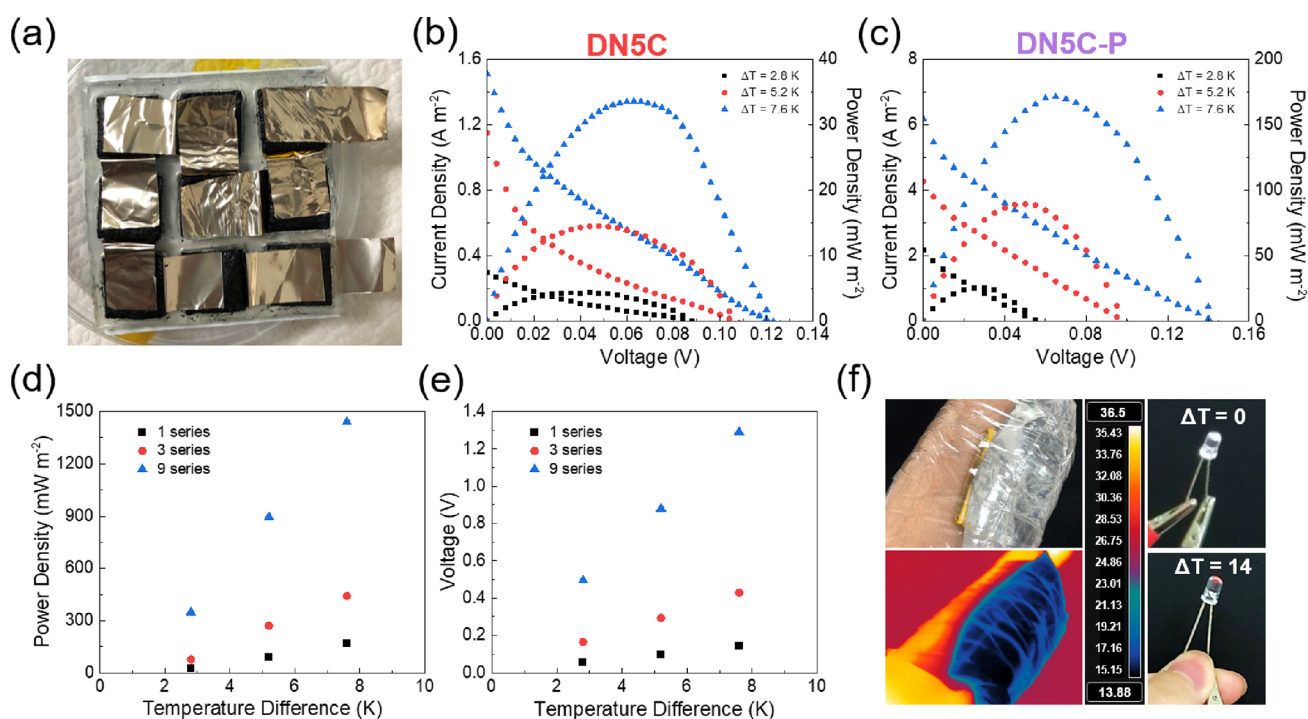 (a)
(b)
DN5C
ΔT = 2.8 K
ΔT = 5.2 K
ΔT = 7.6 K
Current Density (A m⁻²)
1.6
1.2
0.8
0.4
0.0
0.00 0.02 0.04 0.06 0.08 0.10 0.12 0.14
Voltage (V)
40
30
20
10
0
Power Density (mW m⁻²)
(c)
DN5C-P
ΔT = 2.8 K
ΔT = 5.2 K
ΔT = 7.6 K
Current Density (A m⁻²)
8
6
4
2
0
0.00 0.05 0.10 0.15
Voltage (V)
200
150
100
50
0
Power Density (mW m⁻²)
(d)
1 series
3 series
9 series
Power Density (mW m⁻²)
1500
1200
900
600
300
0
0 2 4 6 8 10
Temperature Difference (K)
(e)
1 series
3 series
9 series
Voltage (V)
1.4
1.2
1.0
0.8
0.6
0.4
0.2
0.0
0 2 4 6 8 10
Temperature Difference (K)
(f)
36.5
35.43
33.76
32.08
30.36
28.53
26.75
24.86
23.01
21.01
19.21
17.16
15.15
13.88
ΔT = 0
ΔT = 14